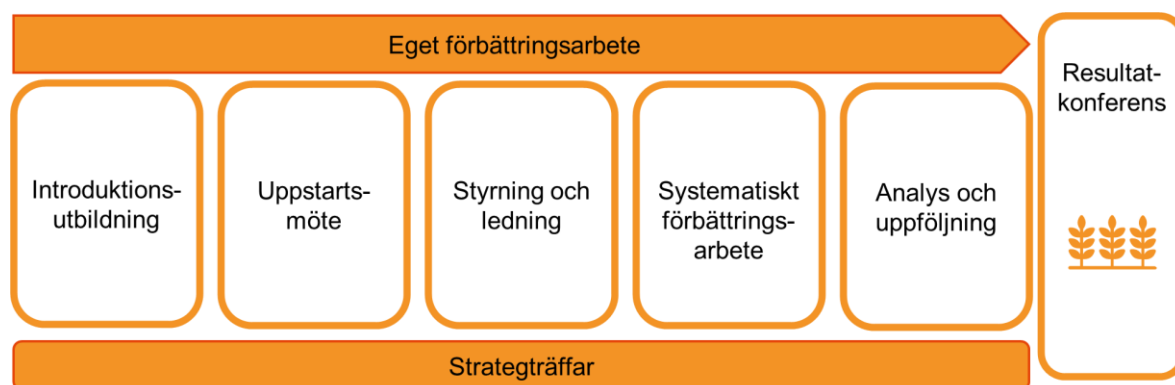 Eget förbättringsarbete
Introduktions-
utbildning
Uppstarts-
möte
Styrning och
ledning
Systematiskt
förbättrings-
arbete
Analys och
uppföljning
Resultat-
konferens
Strategträffar